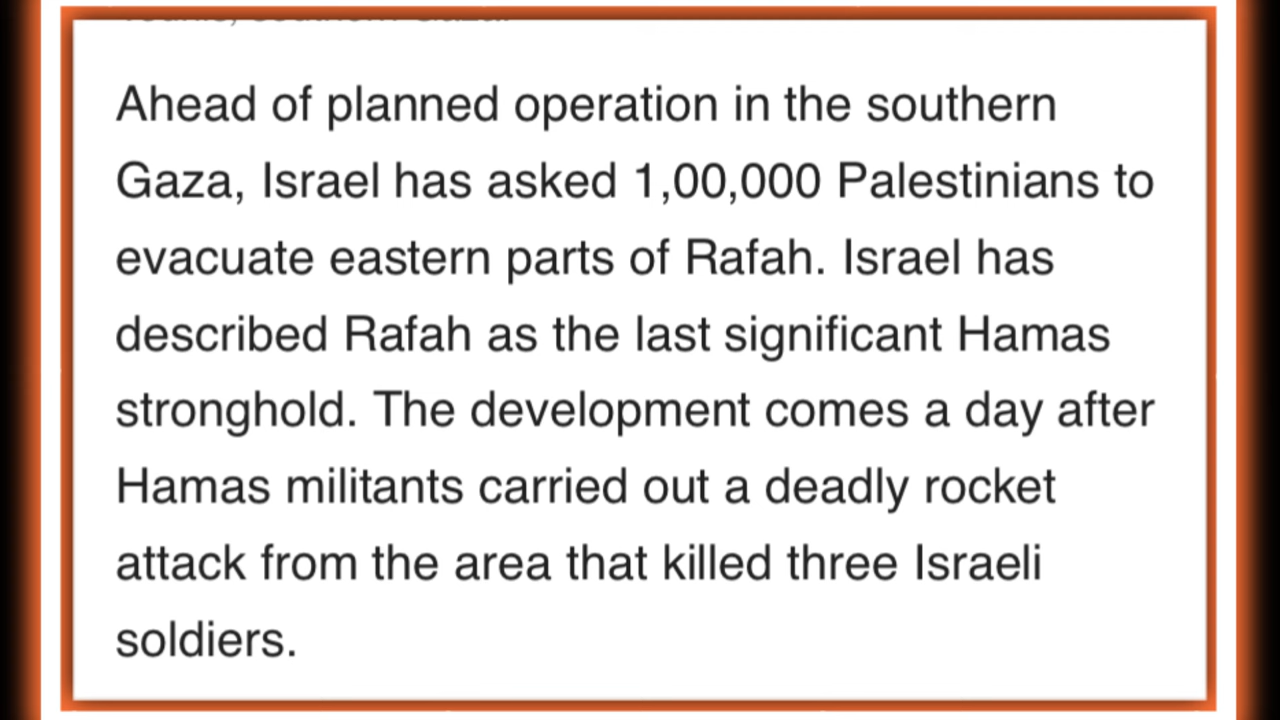 Ahead of planned operation in the southern
Gaza, Israel has asked 1,00,000 Palestinians to
evacuate eastern parts of Rafah. Israel has
described Rafah as the last significant Hamas
stronghold. The development comes a day after
Hamas militants carried out a deadly rocket
attack from the area that killed three Israeli
soldiers.